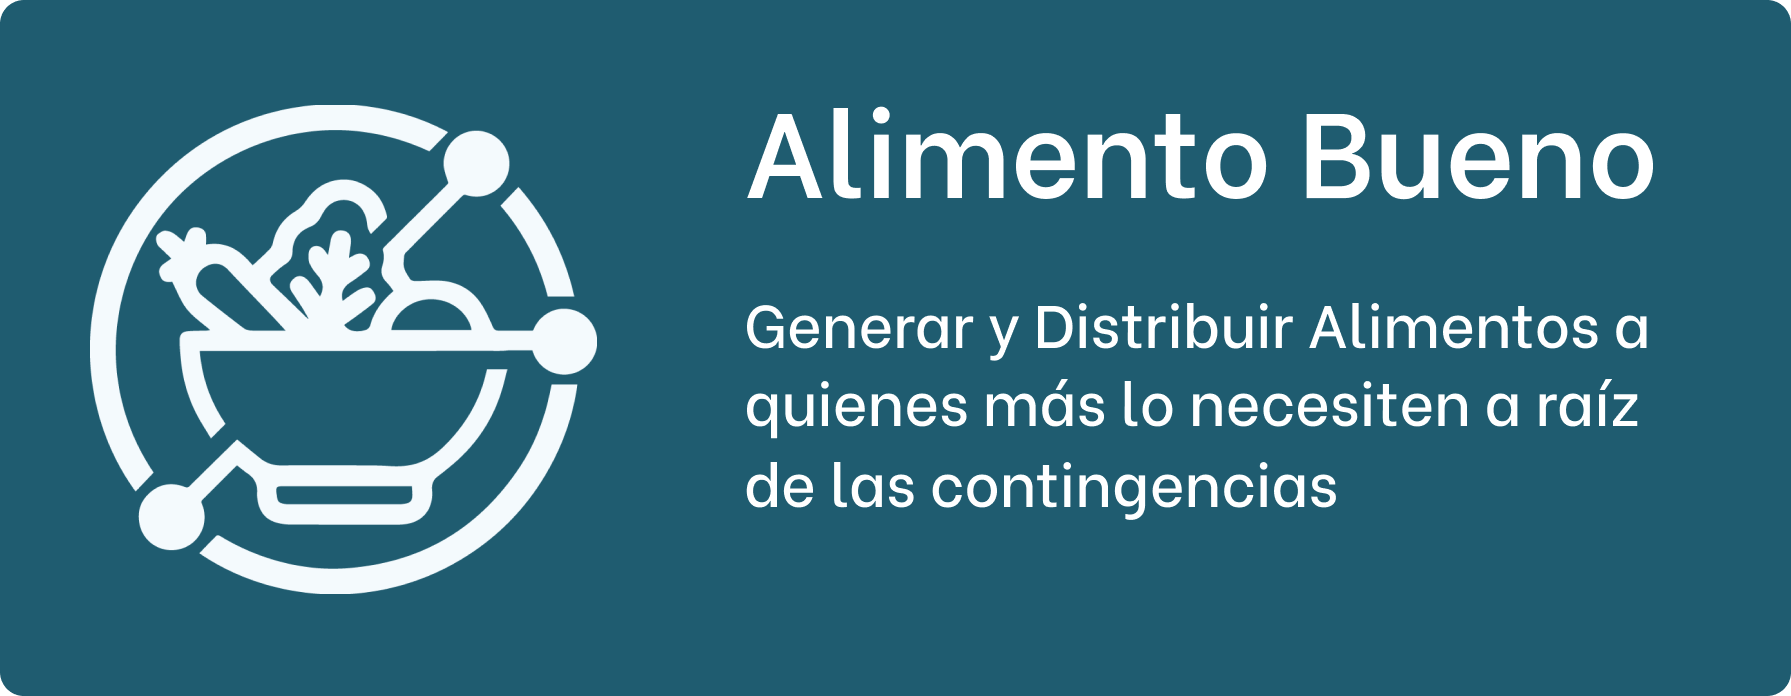 Alimento Bueno
Generar y Distribuir Alimentos a
quienes más lo necesiten a raíz
de las contingencias